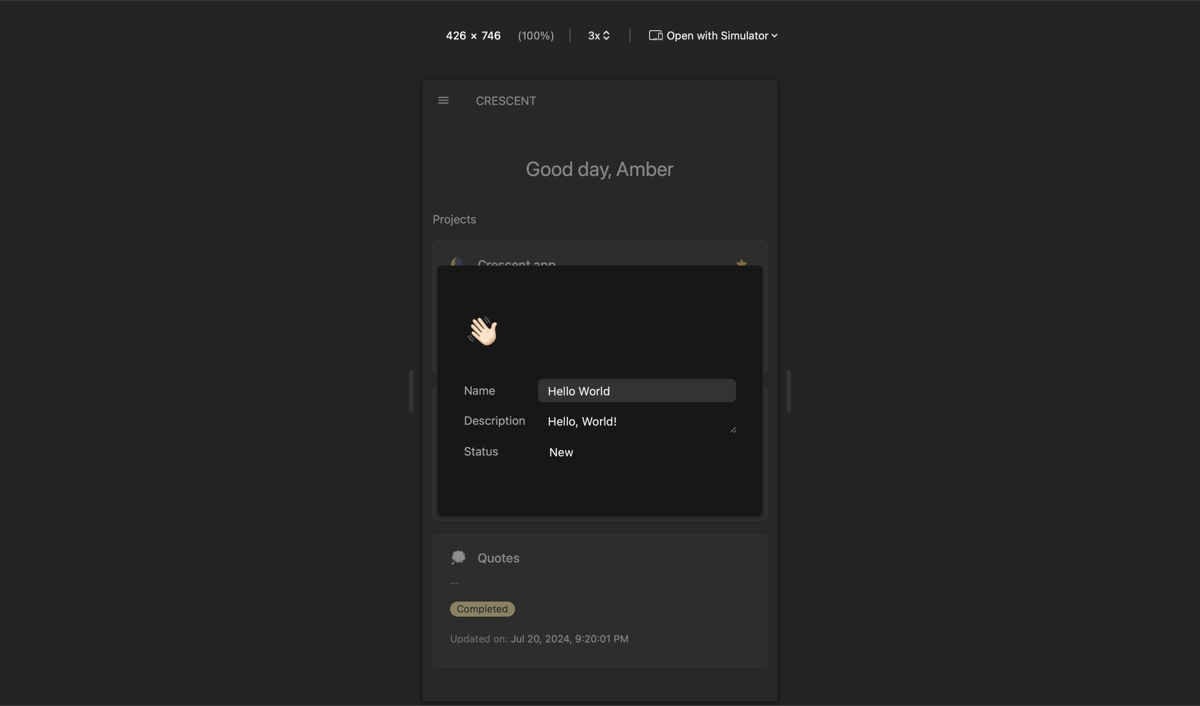 426 × 746 (100%) 3x Open with Simulator
CRESCENT
Good day, Amber
Projects
Crescent app
Name Hello World
Description Hello, World!
Status New
Quotes
...
Completed
Updated on: Jul 20, 2024, 9:20:01 PM